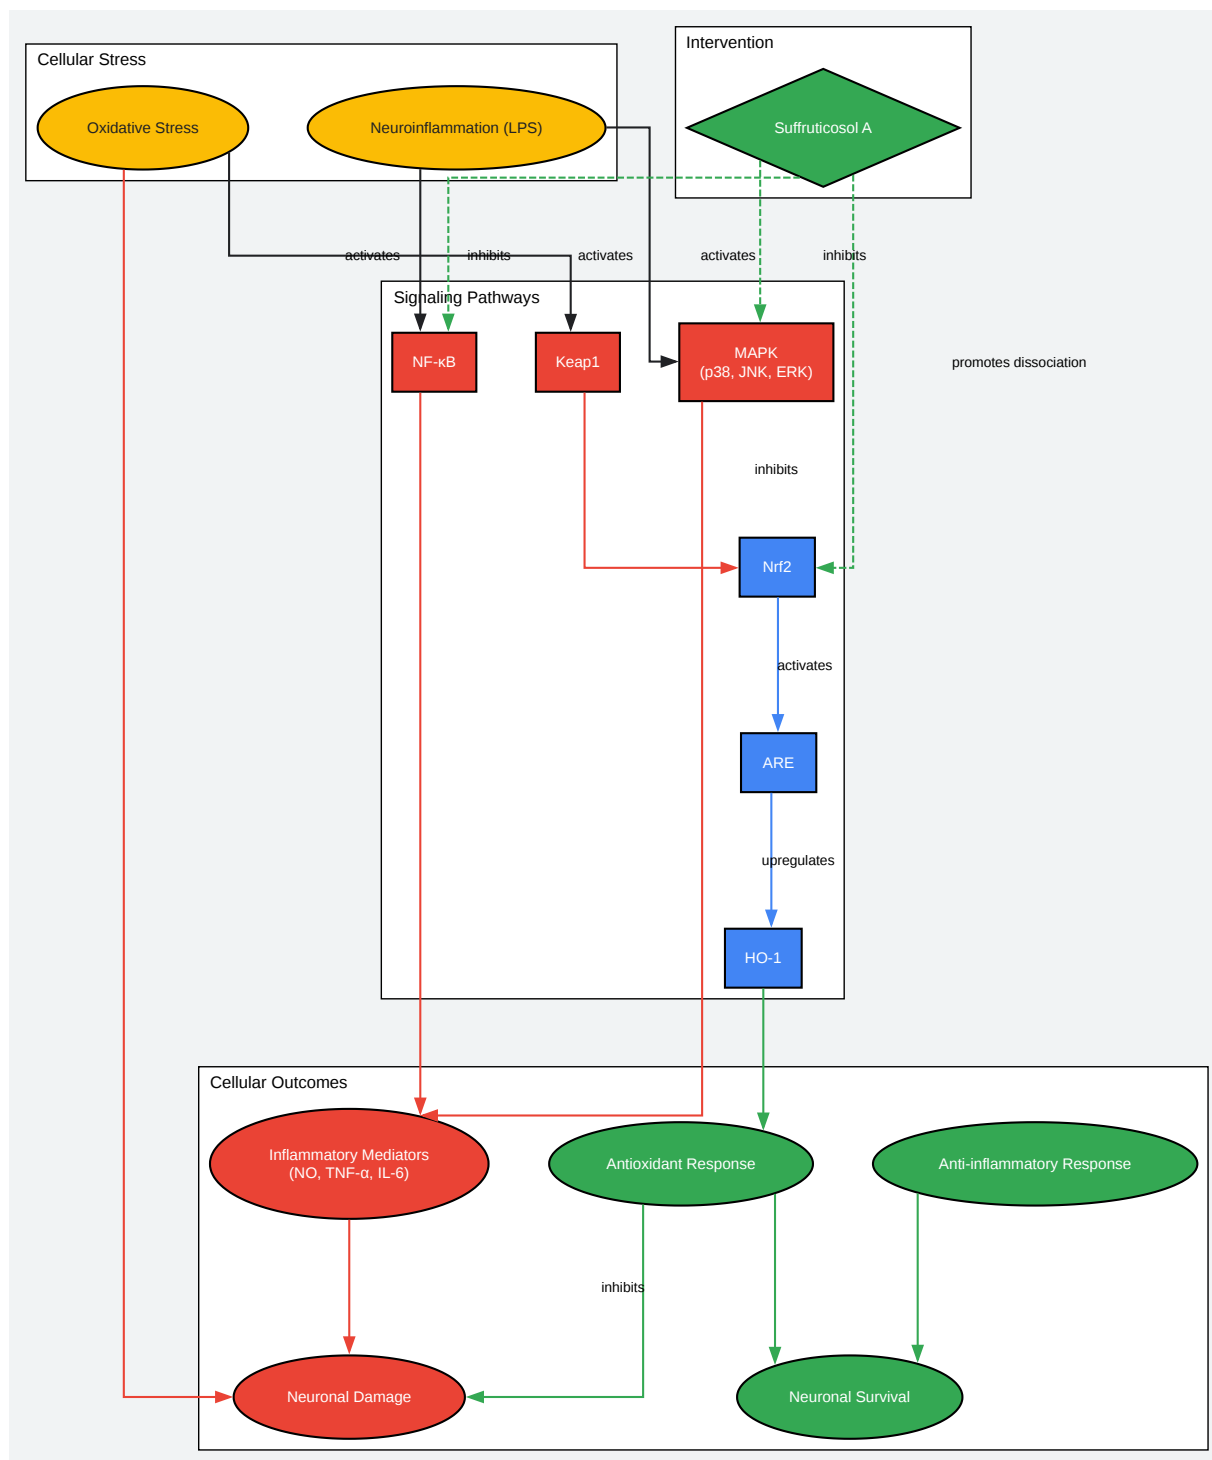 Cellular Stress
Intervention
Oxidative Stress
Neuroinflammation (LPS)
Suffruticosol A
activates
inhibits
activates
activates
inhibits
Signaling Pathways
NF-κB
Keap1
MAPK
(p38, JNK, ERK)
promotes dissociation
inhibits
Nrf2
activates
ARE
upregulates
HO-1
Cellular Outcomes
Inflammatory Mediators
(NO, TNF-α, IL-6)
Antioxidant Response
Anti-inflammatory Response
inhibits
Neuronal Damage
Neuronal Survival